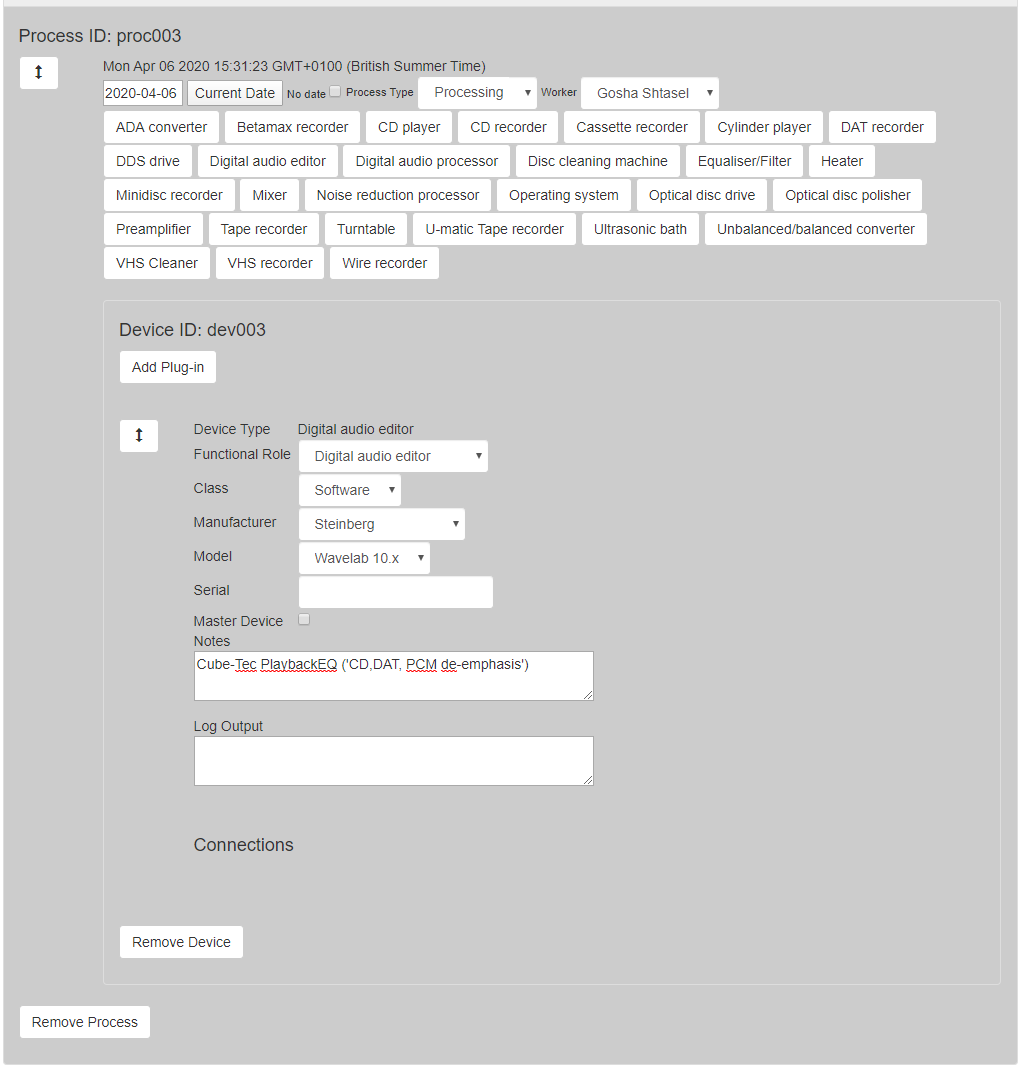 Process ID: proc003
Mon Apr 06 2020 15:31:23 GMT+0100 (British Summer Time)
2020-04-06 Current Date No date Process Type Processing Worker Gosha Shtasel
ADA converter Betamax recorder CD player CD recorder Cassette recorder Cylinder player DAT recorder
DDS drive Digital audio editor Digital audio processor Disc cleaning machine Equaliser/Filter Heater
Minidisc recorder Mixer Noise reduction processor Operating system Optical disc drive Optical disc polisher
Preamplifier Tape recorder Turntable U-matic Tape recorder Ultrasonic bath Unbalanced/balanced converter
VHS Cleaner VHS recorder Wire recorder
Device ID: dev003
Add Plug-in
Device Type Digital audio editor
Functional Role Digital audio editor
Class Software
Manufacturer Steinberg
Model Wavelab 10.x
Serial
Master Device
Notes
Cube-Tec PlaybackEQ ('CD,DAT, PCM de-emphasis')
Log Output
Connections
Remove Device
Remove Process